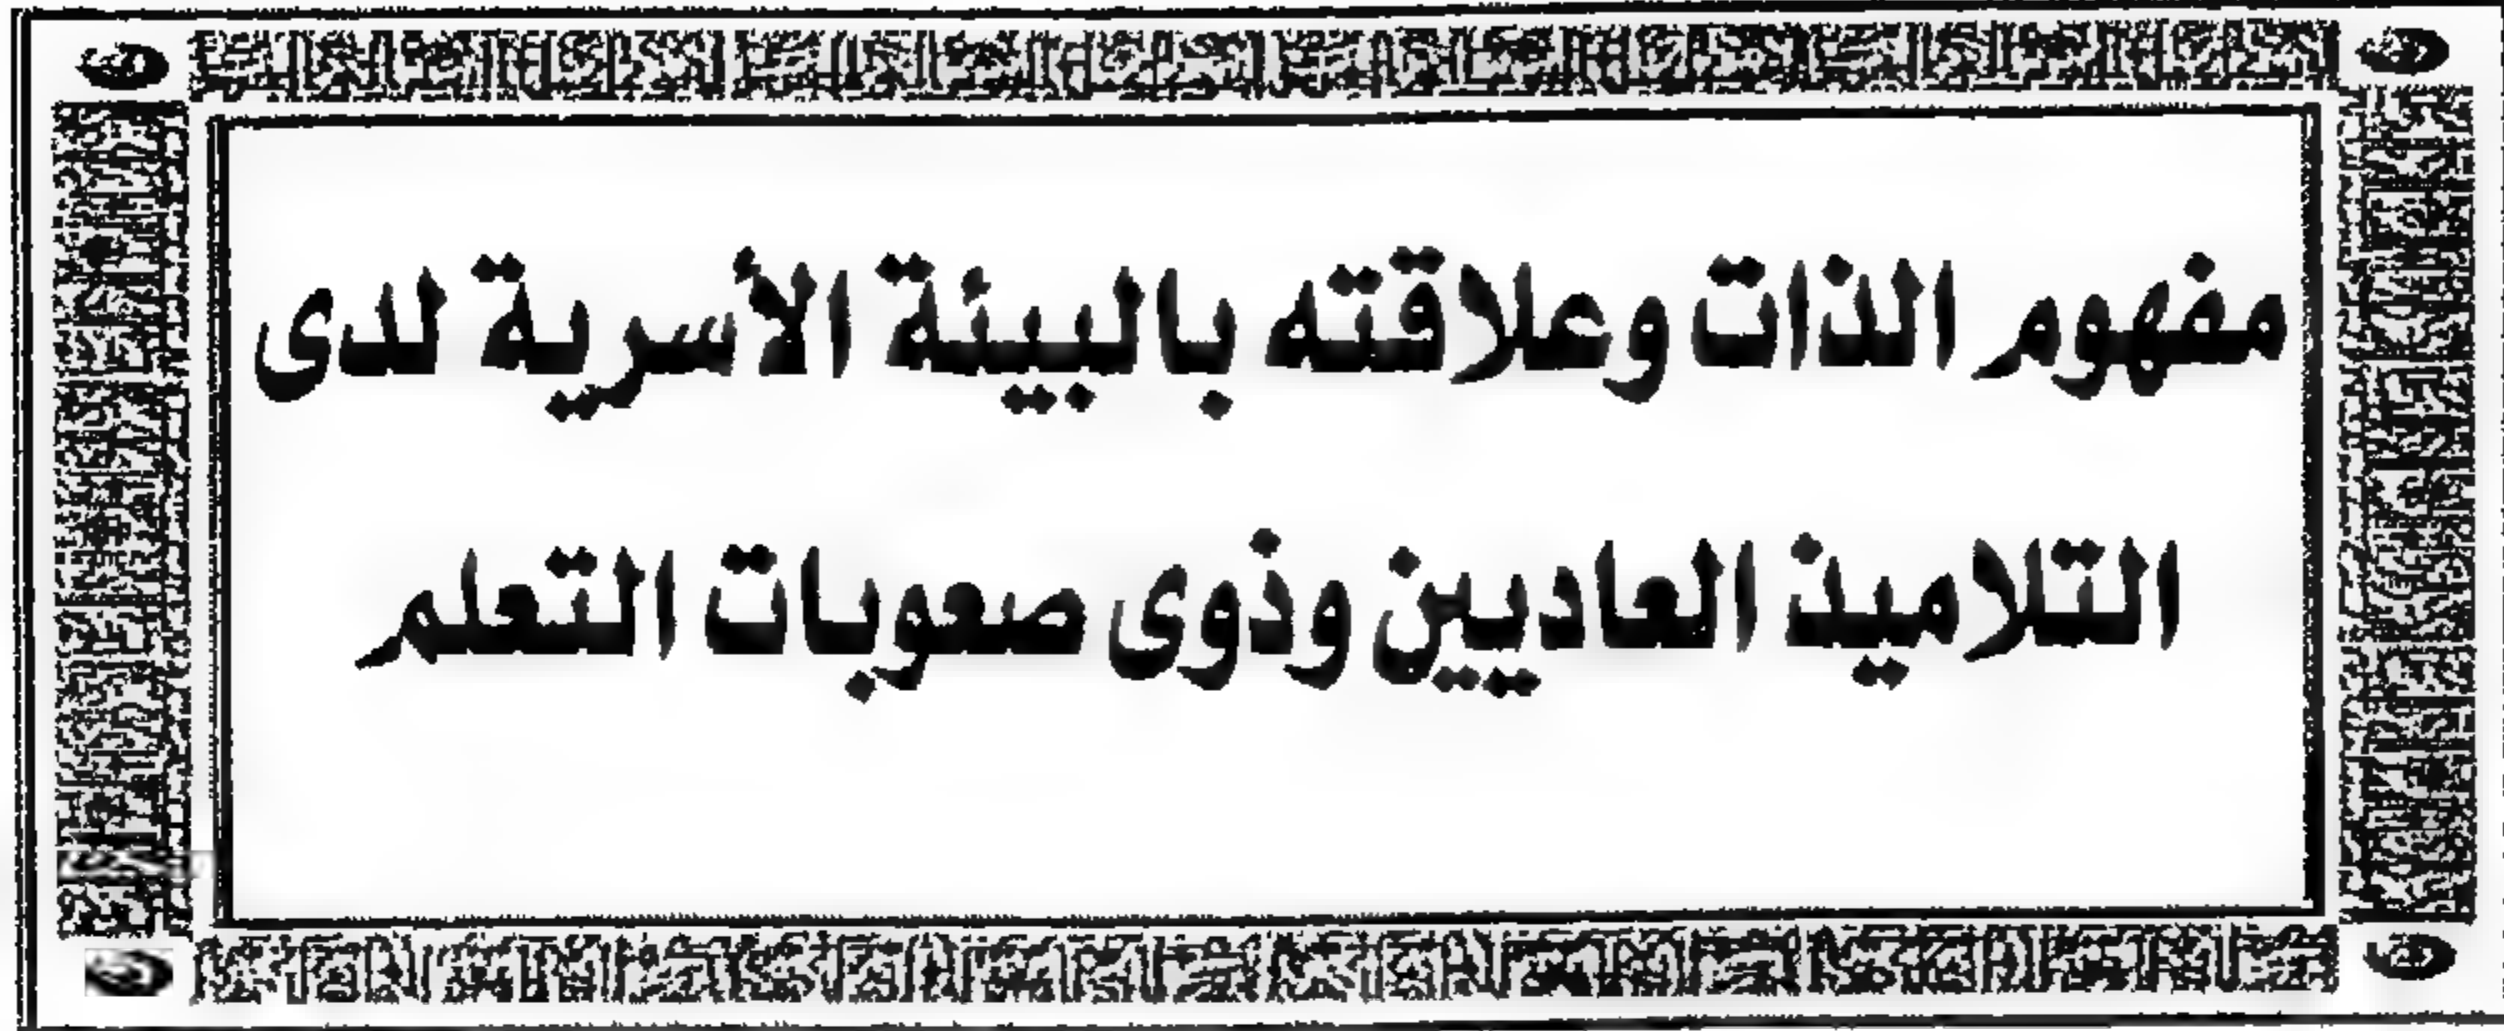 مفهوم الذات وعلاقته بالبيئة الأسرية لدى
التلاميذ العاديين وذوى صعوبات التعلم